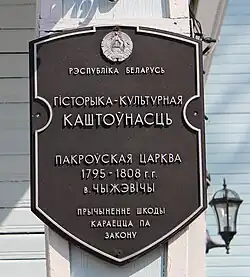 РЭСПУБЛІКА БЕЛАРУСЬ
ГІСТОРЫКА-КУЛЬТУРНАЯ
КАШТОЎНАСЦЬ
ПАКРОЎСКАЯ ЦАРКВА
1795 - 1808 г.г.
в. ЧЫЖЭВІЧЫ
ПРЫЧЫНЕННЕ ШКОДЫ
КАРАЕЦЦА ПА
ЗАКОНУ